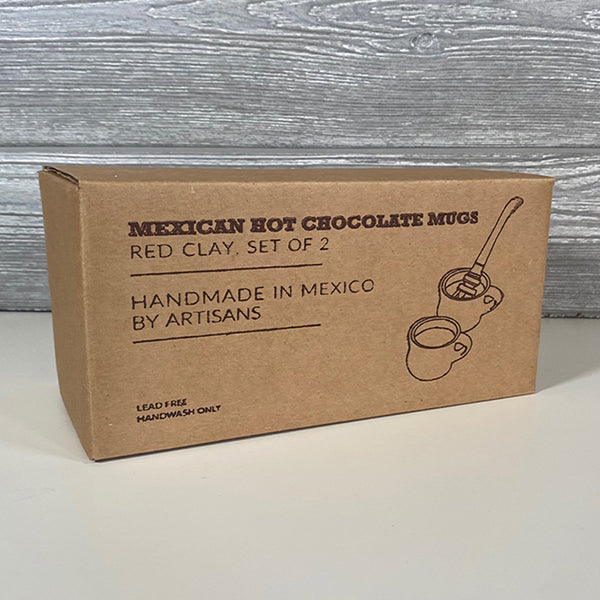 MEXICAN HOT CHOCOLATE MUGS
RED CLAY, SET OF 2
HANDMADE IN MEXICO
BY ARTISANS
LEAD FREE
HANDWASH ONLY